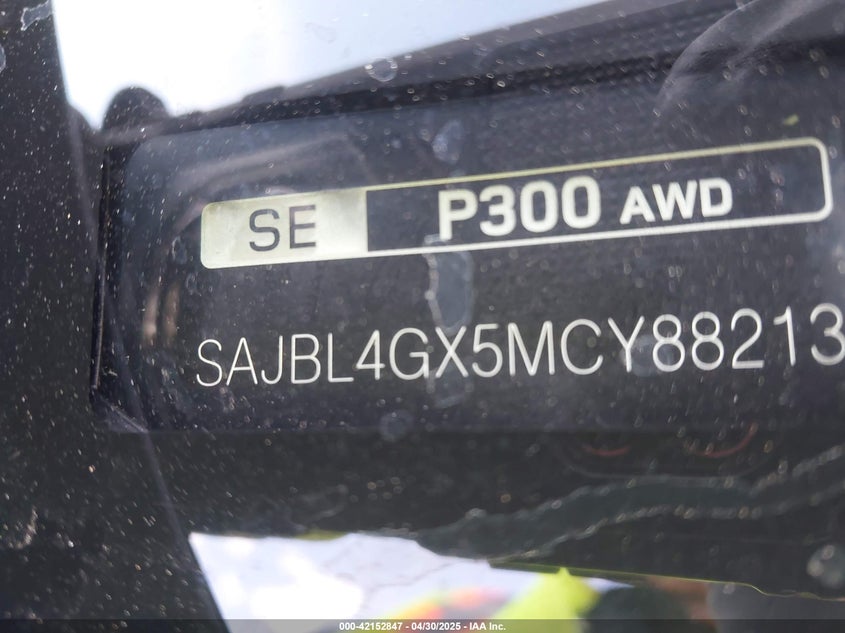 SE P300 AWD
SAJBL4GX5MCY88213
000-42152847 | 04/30/2025 - IAA Inc.